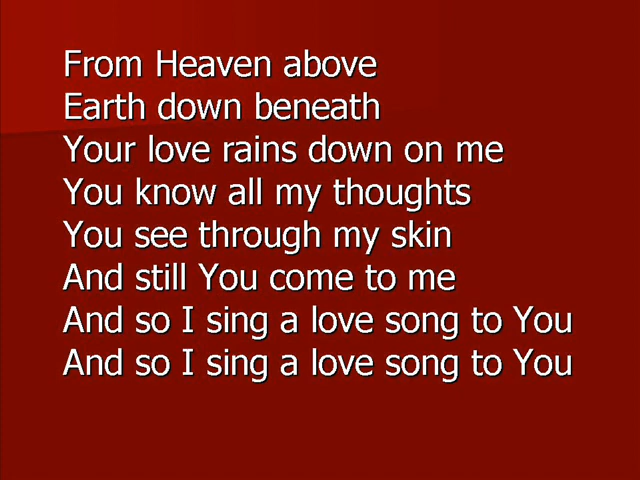 From Heaven above
Earth down beneath
Your love rains down on me
You know all my thoughts
You see through my skin
And still You come to me
And so I sing a love song to You
And so I sing a love song to You